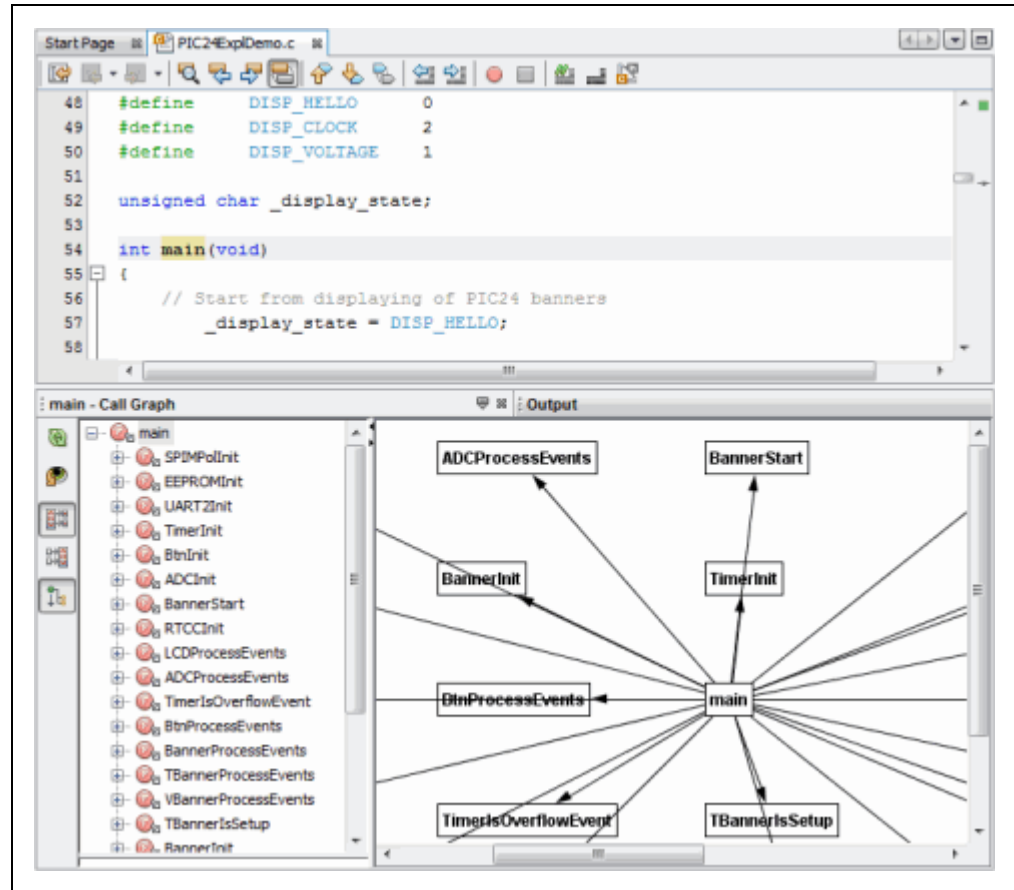 Start Page PIC24ExplDemo.c
48 #define DISP_HELLO 0
49 #define DISP_CLOCK 2
50 #define DISP_VOLTAGE 1
51
52 unsigned char _display_state;
53
54 int main(void)
55 {
56 // Start from displaying of PIC24 banners
57 _display_state = DISP_HELLO;
58
main - Call Graph
Output
main
SPIMPolInit
EEPROMInit
UART2Init
TimerInit
BtnInit
ADCInit
BannerStart
RTCCInit
LCDProcessEvents
ADCProcessEvents
TimerIsOverflowEvent
BtnProcessEvents
BannerProcessEvents
TBannerProcessEvents
VBannerProcessEvents
TBannerIsSetup
BannerInit
ADCProcessEvents
BannerStart
BannerInit
TimerInit
BtnProcessEvents
main
TimerIsOverflowEvent
TBannerIsSetup